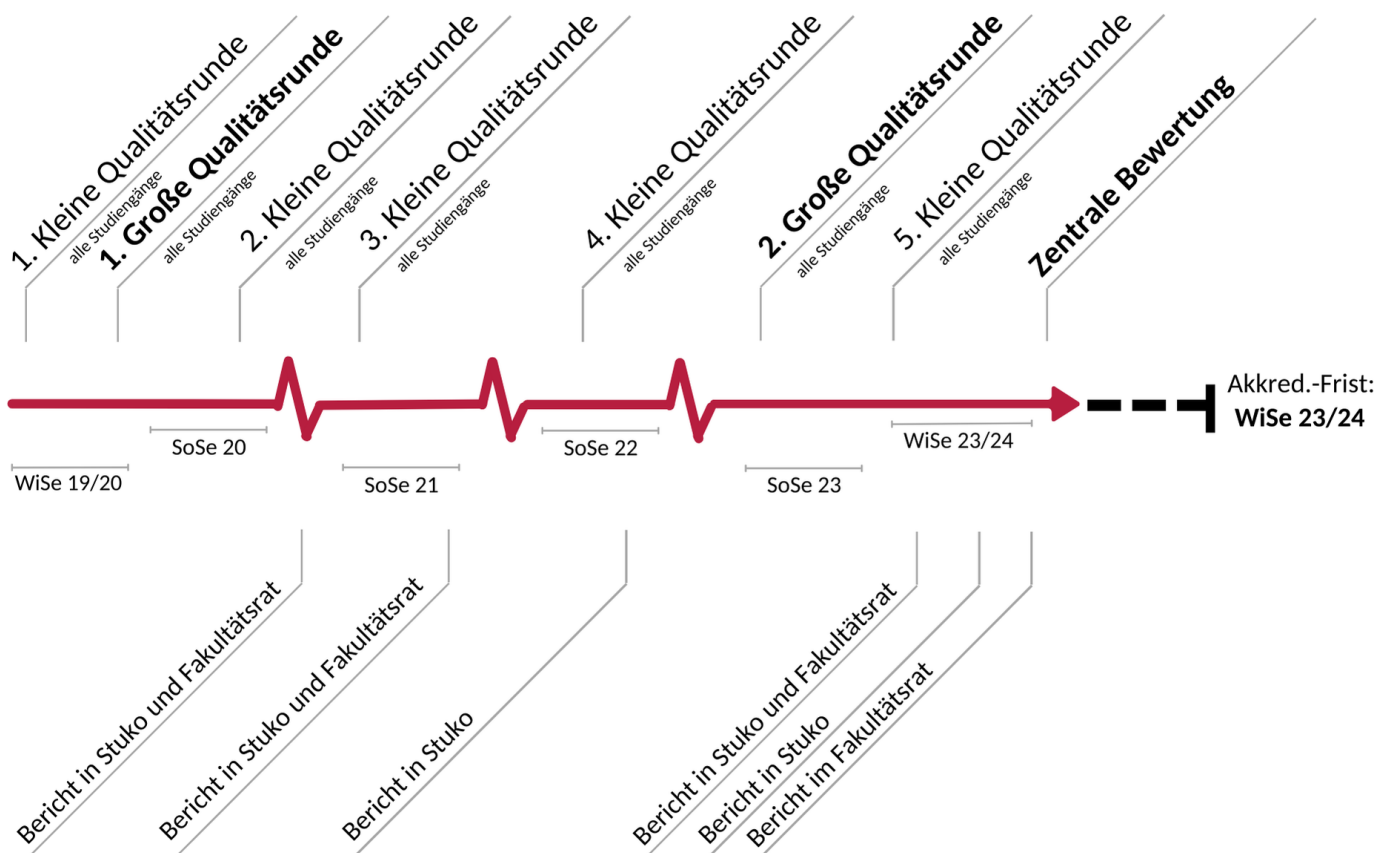 1. Kleine Qualitätsrunde
alle Studiengänge
1. Große Qualitätsrunde
alle Studiengänge
2. Kleine Qualitätsrunde
alle Studiengänge
3. Kleine Qualitätsrunde
alle Studiengänge
4. Kleine Qualitätsrunde
alle Studiengänge
2. Große Qualitätsrunde
alle Studiengänge
5. Kleine Qualitätsrunde
alle Studiengänge
Zentrale Bewertung
Akkred.-Frist:
WiSe 23/24
WiSe 19/20
SoSe 20
SoSe 21
SoSe 22
SoSe 23
WiSe 23/24
Bericht in Stuko und Fakultätsrat
Bericht in Stuko und Fakultätsrat
Bericht in Stuko
Bericht in Stuko und Fakultätsrat
Bericht in Stuko
Bericht im Fakultätsrat